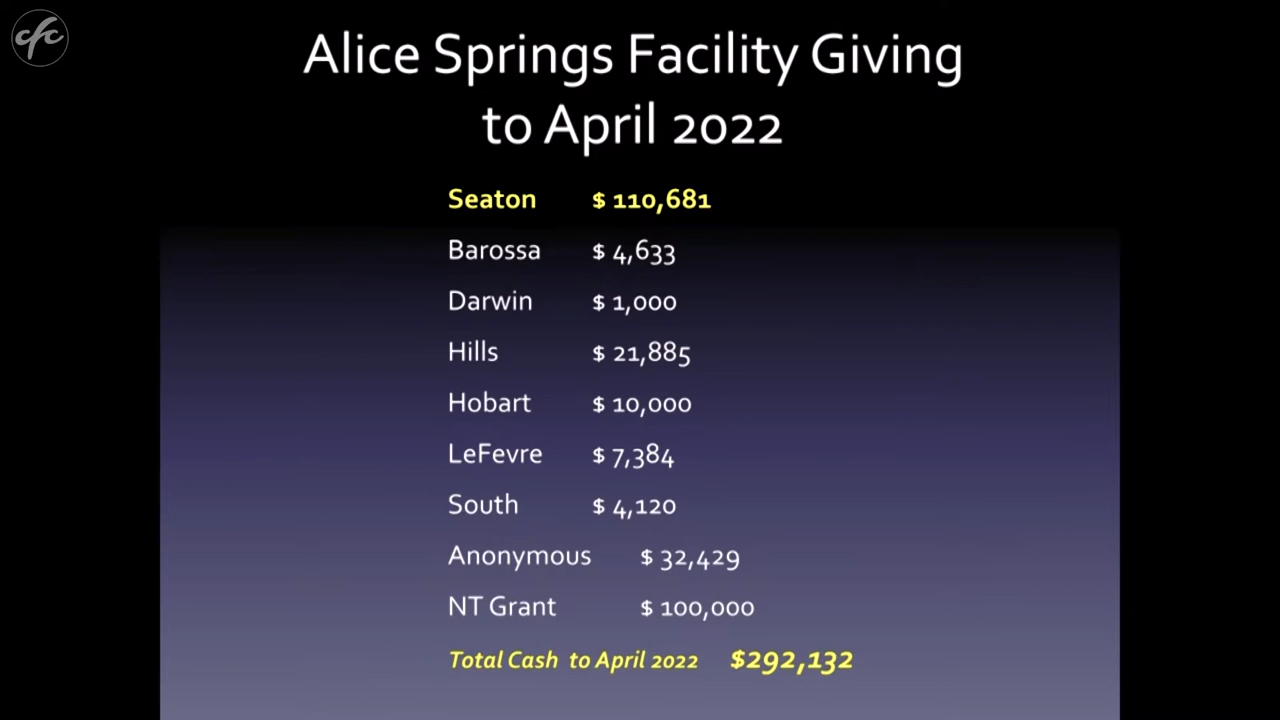 cfc
Alice Springs Facility Giving
to April 2022
Seaton $ 110,681
Barossa $ 4,633
Darwin $ 1,000
Hills $ 21,885
Hobart $ 10,000
LeFevre $ 7,384
South $ 4,120
Anonymous $ 32,429
NT Grant $ 100,000
Total Cash to April 2022 $292,132